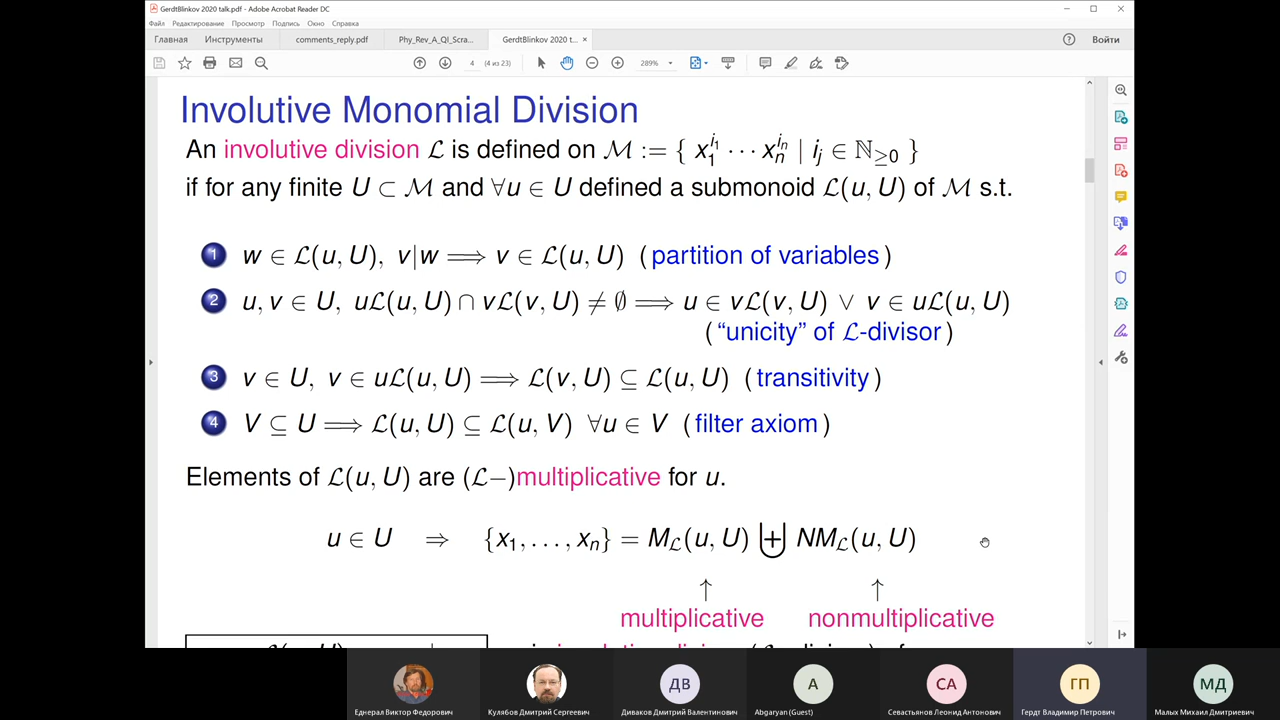 GerdtBlinkov 2020 talk.pdf - Adobe Acrobat Reader DC
Файл Редактирование Просмотр Подпись Окно Справка
Главная Инструменты comments_reply.pdf Phy_Rev_A_QI_Scra... GerdtBlinkov 2020 t... × Войти
4 (4 из 23) 289%
Involutive Monomial Division
An involutive division ℒ is defined on ℳ := { x₁^{i₁} ⋯ xₙ^{iₙ} | iⱼ ∈ ℕ≥0 }
if for any finite U ⊂ ℳ and ∀u ∈ U defined a submonoid ℒ(u, U) of ℳ s.t.
1 w ∈ ℒ(u, U), v|w ⟹ v ∈ ℒ(u, U) (partition of variables)
2 u, v ∈ U, uℒ(u, U) ∩ vℒ(v, U) ≠ ∅ ⟹ u ∈ vℒ(v, U) ∨ v ∈ uℒ(u, U)
(“unicity” of ℒ-divisor)
3 v ∈ U, v ∈ uℒ(u, U) ⟹ ℒ(v, U) ⊆ ℒ(u, U) (transitivity)
4 V ⊆ U ⟹ ℒ(u, U) ⊆ ℒ(u, V) ∀u ∈ V (filter axiom)
Elements of ℒ(u, U) are (ℒ−)multiplicative for u.
u ∈ U ⇒ {x₁, . . . , xₙ} = M_ℒ(u, U) ⨄ NM_ℒ(u, U)
↑ ↑
multiplicative nonmultiplicative
ДВ А СА ГП МД
Еднерал Виктор Федорович Кулябов Дмитрий Сергеевич Диваков Дмитрий Валентинович Abgaryan (Guest) Севастьянов Леонид Антонович Гердт Владимир Петрович Малых Михаил Дмитриевич